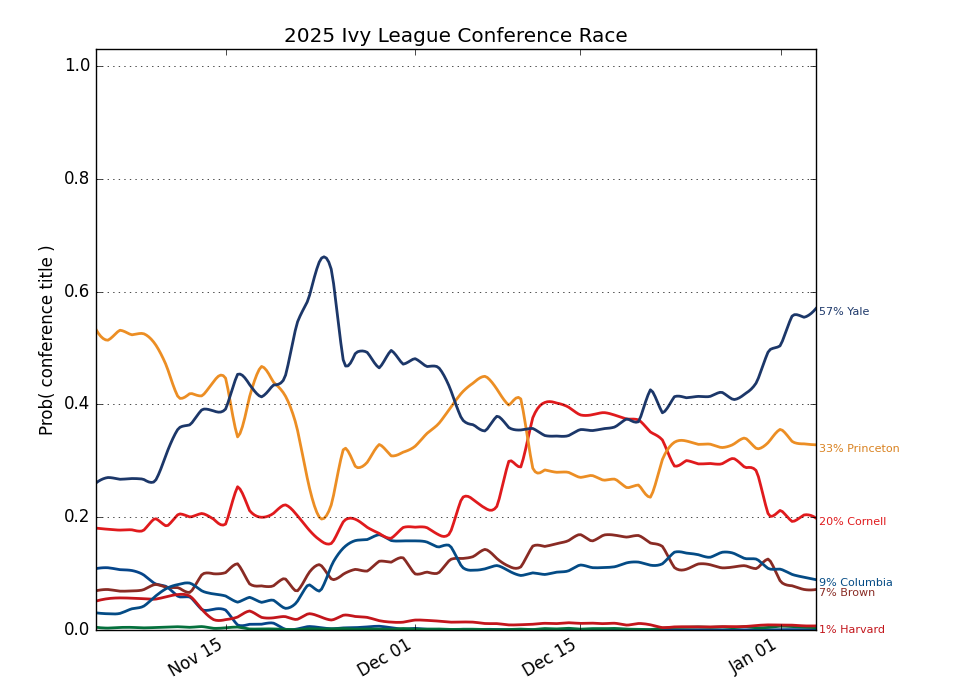 2025 Ivy League Conference Race
Prob( conference title )
1.0
0.8
0.6
0.4
0.2
0.0
Nov 15
Dec 01
Dec 15
Jan 01
57% Yale
33% Princeton
20% Cornell
9% Columbia
7% Brown
1% Harvard